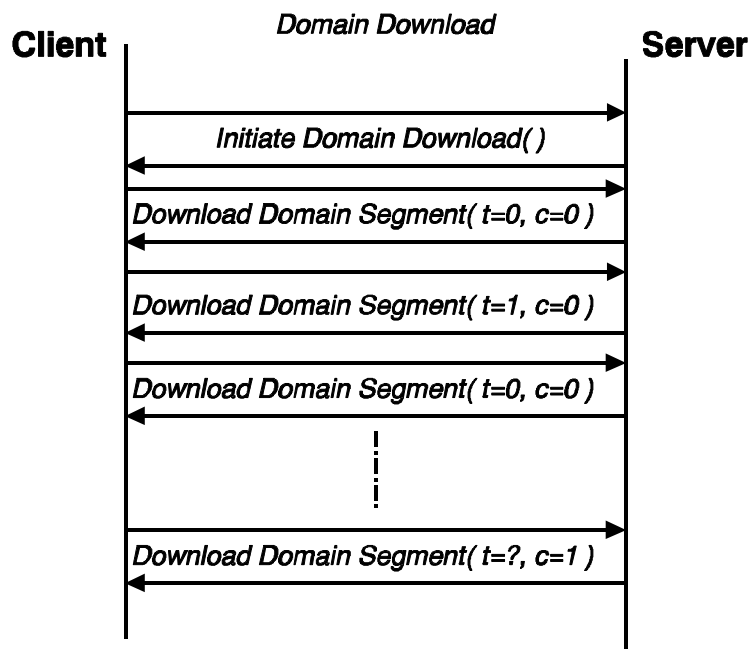 Domain Download
Client
Server
Initiate Domain Download( )
Download Domain Segment( t=0, c=0 )
Download Domain Segment( t=1, c=0 )
Download Domain Segment( t=0, c=0 )
Download Domain Segment( t=?, c=1 )